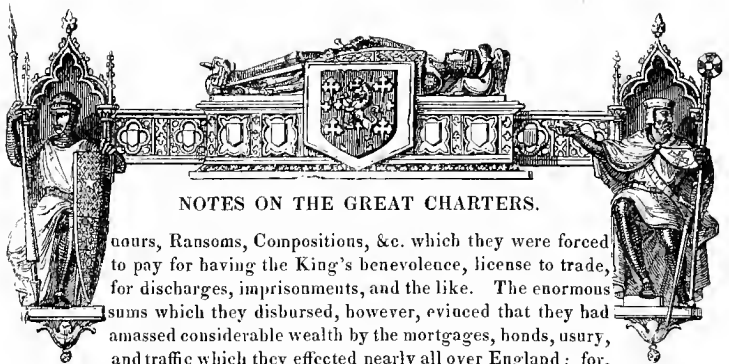 NOTES ON THE GREAT CHARTERS.
nours, Ransoms, Compositions, &c. which they were forced
to pay for having the King's benevolence, license to trade,
for discharges, imprisonments, and the like. The enormous
sums which they disbursed, however, evinced that they had
amassed considerable wealth by the mortgages, bonds, usury,
and traffic which they effected nearly all over England; for,